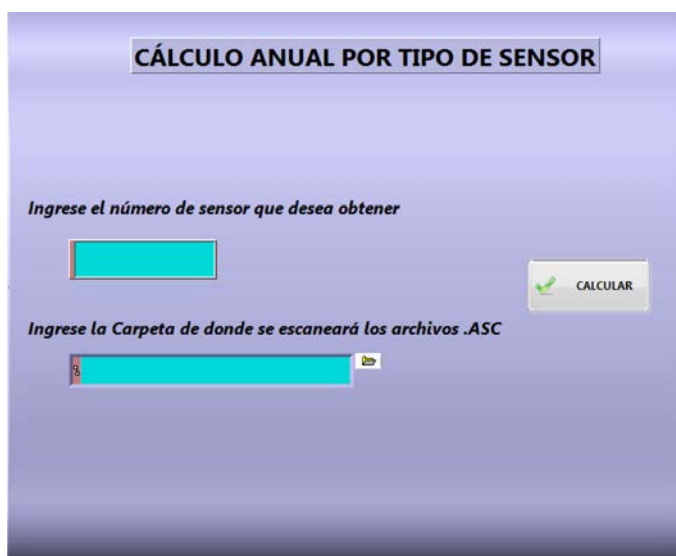 CÁLCULO ANUAL POR TIPO DE SENSOR
Ingrese el número de sensor que desea obtener
CALCULAR
Ingrese la Carpeta de donde se escaneará los archivos .ASC